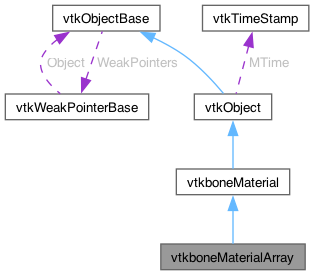 vtkObjectBase vtkTimeStamp
Object WeakPointers MTime
vtkWeakPointerBase vtkObject
vtkboneMaterial
vtkboneMaterialArray